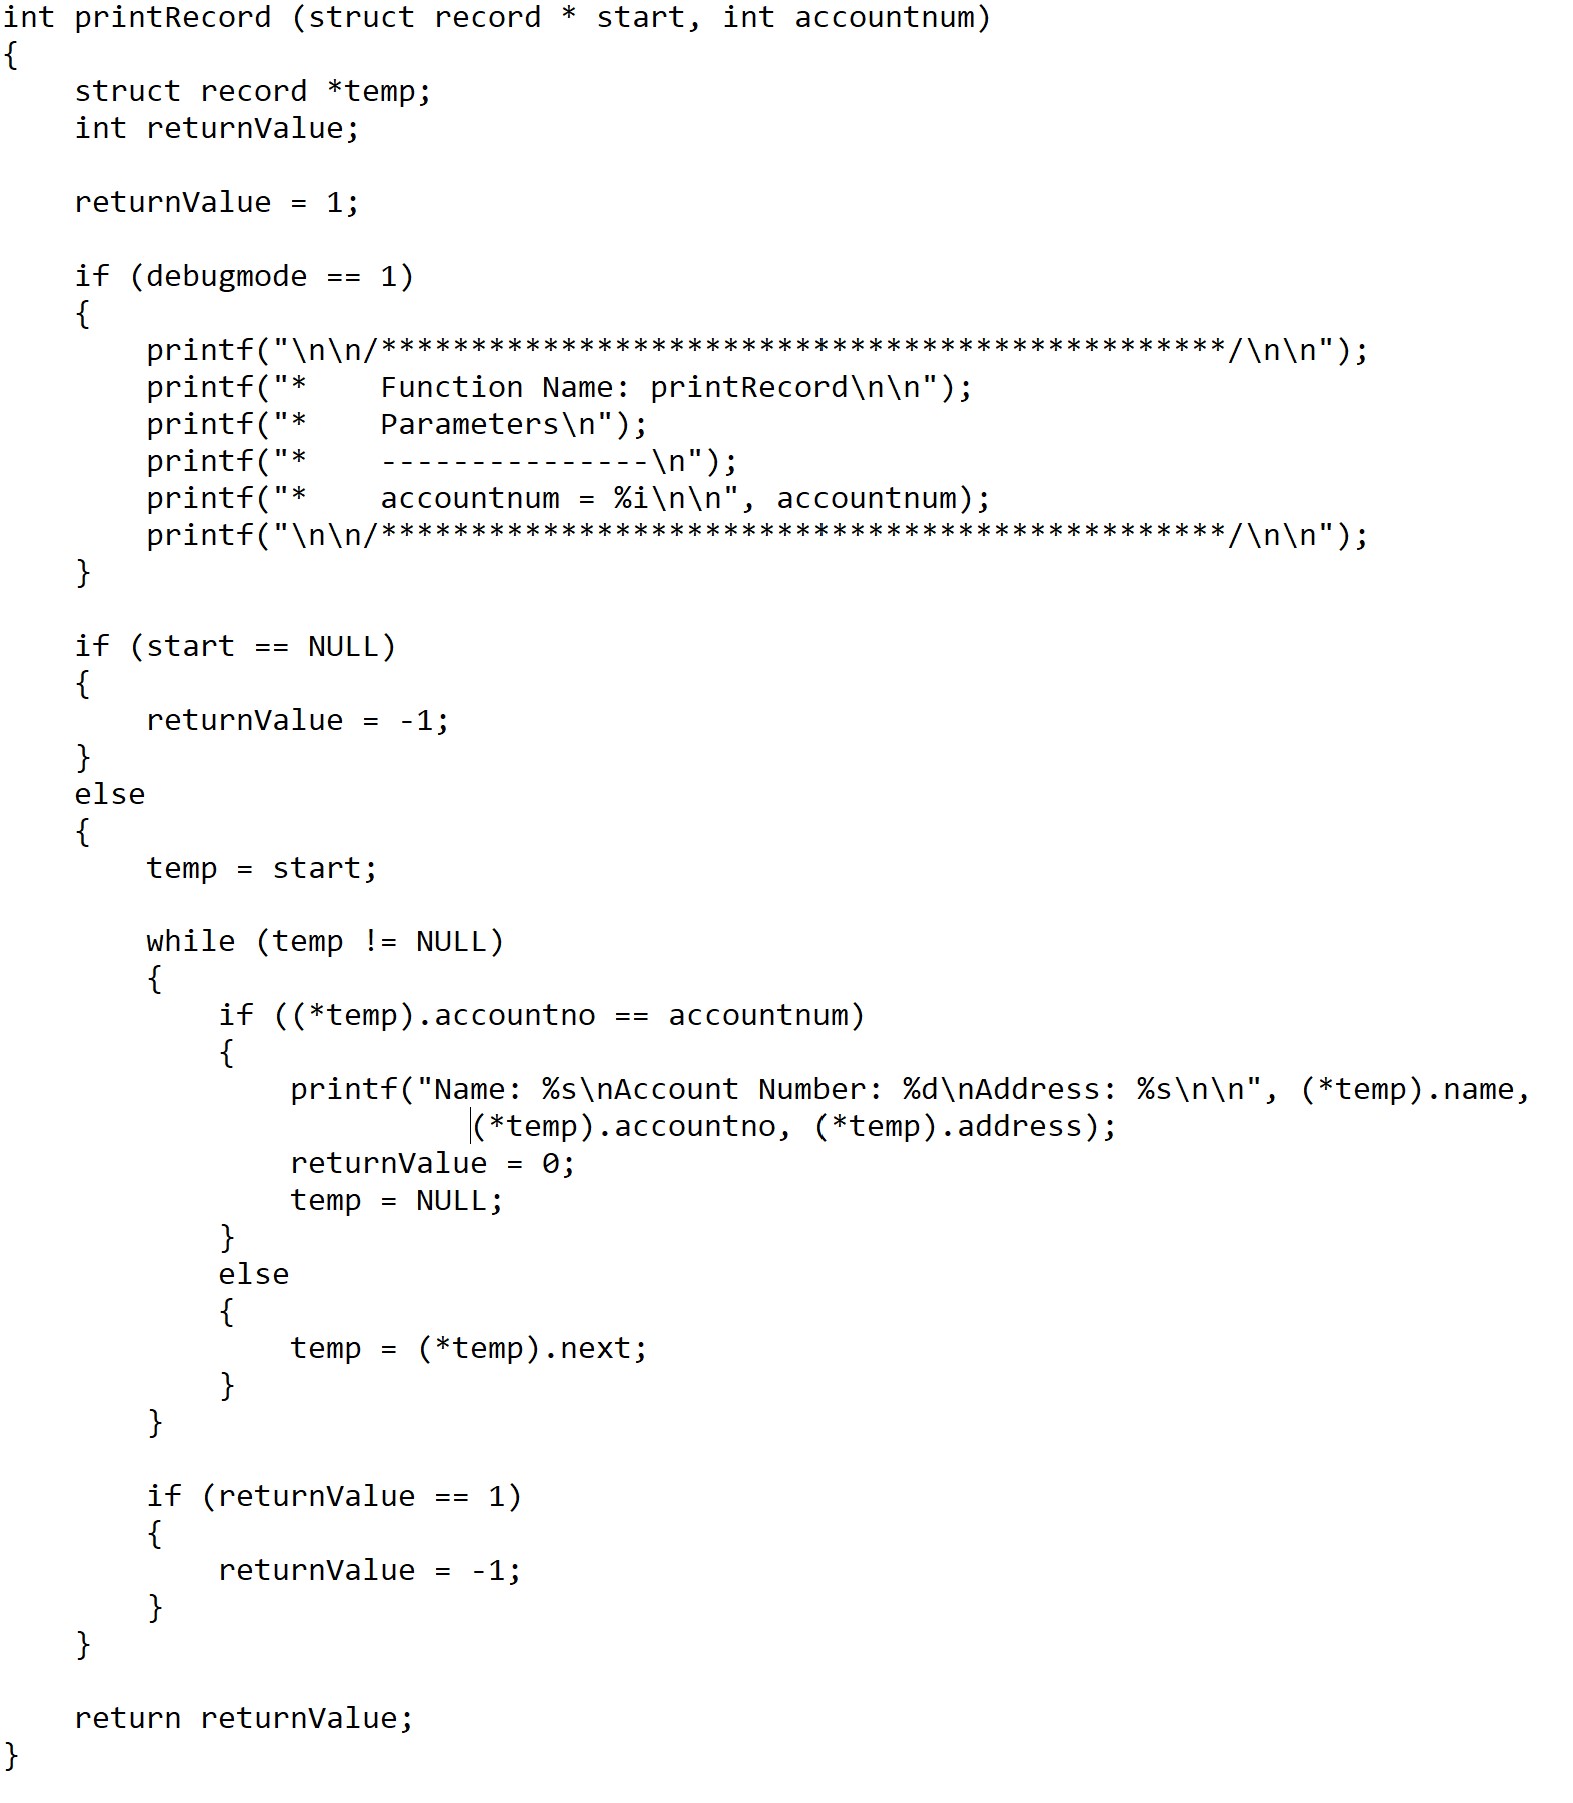 int printRecord (struct record * start, int accountnum)
{
    struct record *temp;
    int returnValue;

    returnValue = 1;

    if (debugmode == 1)
    {
        printf("\n\n/***********************************************/\n\n");
        printf("*    Function Name: printRecord\n\n");
        printf("*    Parameters\n");
        printf("*    ---------------\n");
        printf("*    accountnum = %i\n\n", accountnum);
        printf("\n\n/***********************************************/\n\n");
    }

    if (start == NULL)
    {
        returnValue = -1;
    }
    else
    {
        temp = start;

        while (temp != NULL)
        {
            if ((*temp).accountno == accountnum)
            {
                printf("Name: %s\nAccount Number: %d\nAddress: %s\n\n", (*temp).name,
                          (*temp).accountno, (*temp).address);
                returnValue = 0;
                temp = NULL;
            }
            else
            {
                temp = (*temp).next;
            }
        }

        if (returnValue == 1)
        {
            returnValue = -1;
        }
    }

    return returnValue;
}